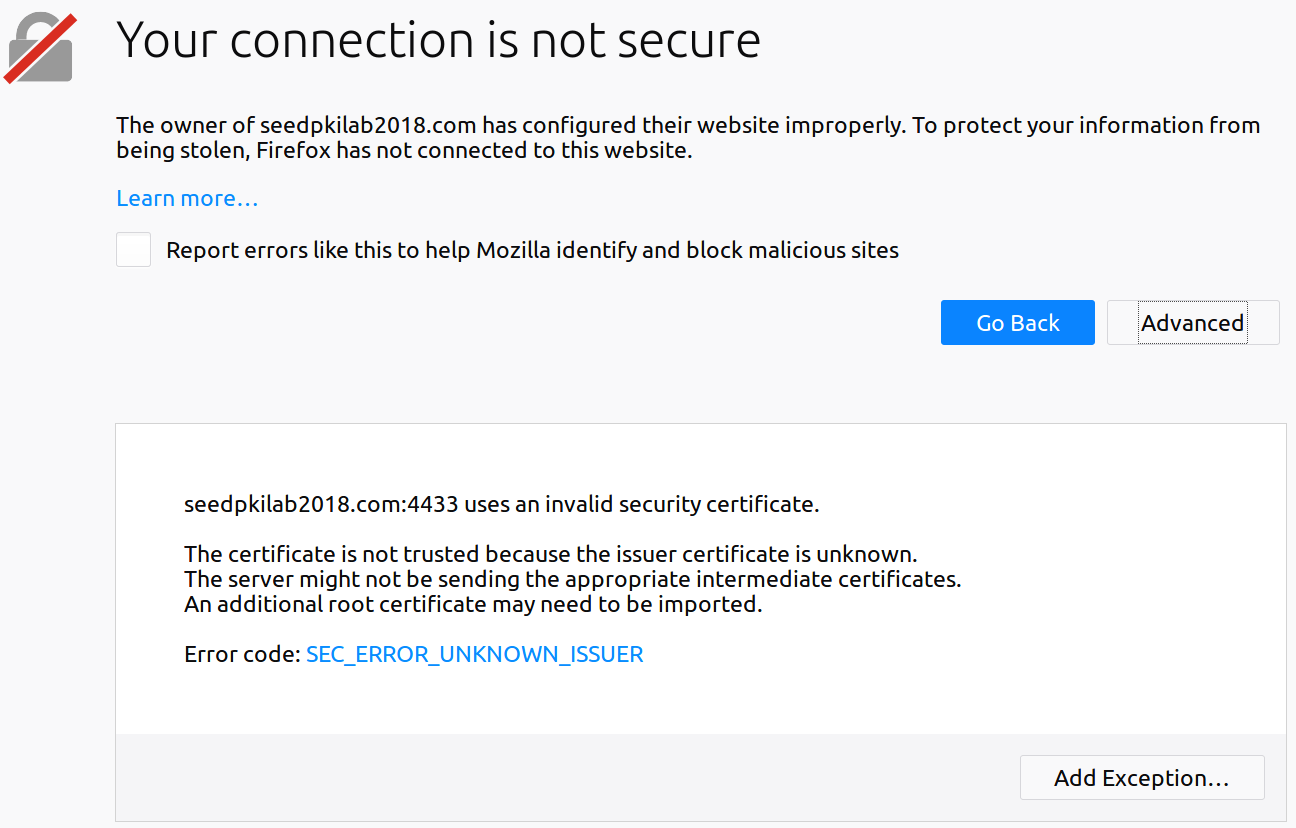 Your connection is not secure
The owner of seedpkilab2018.com has configured their website improperly. To protect your information from
being stolen, Firefox has not connected to this website.
Learn more…
Report errors like this to help Mozilla identify and block malicious sites
Go Back
Advanced
seedpkilab2018.com:4433 uses an invalid security certificate.
The certificate is not trusted because the issuer certificate is unknown.
The server might not be sending the appropriate intermediate certificates.
An additional root certificate may need to be imported.
Error code: SEC_ERROR_UNKNOWN_ISSUER
Add Exception…